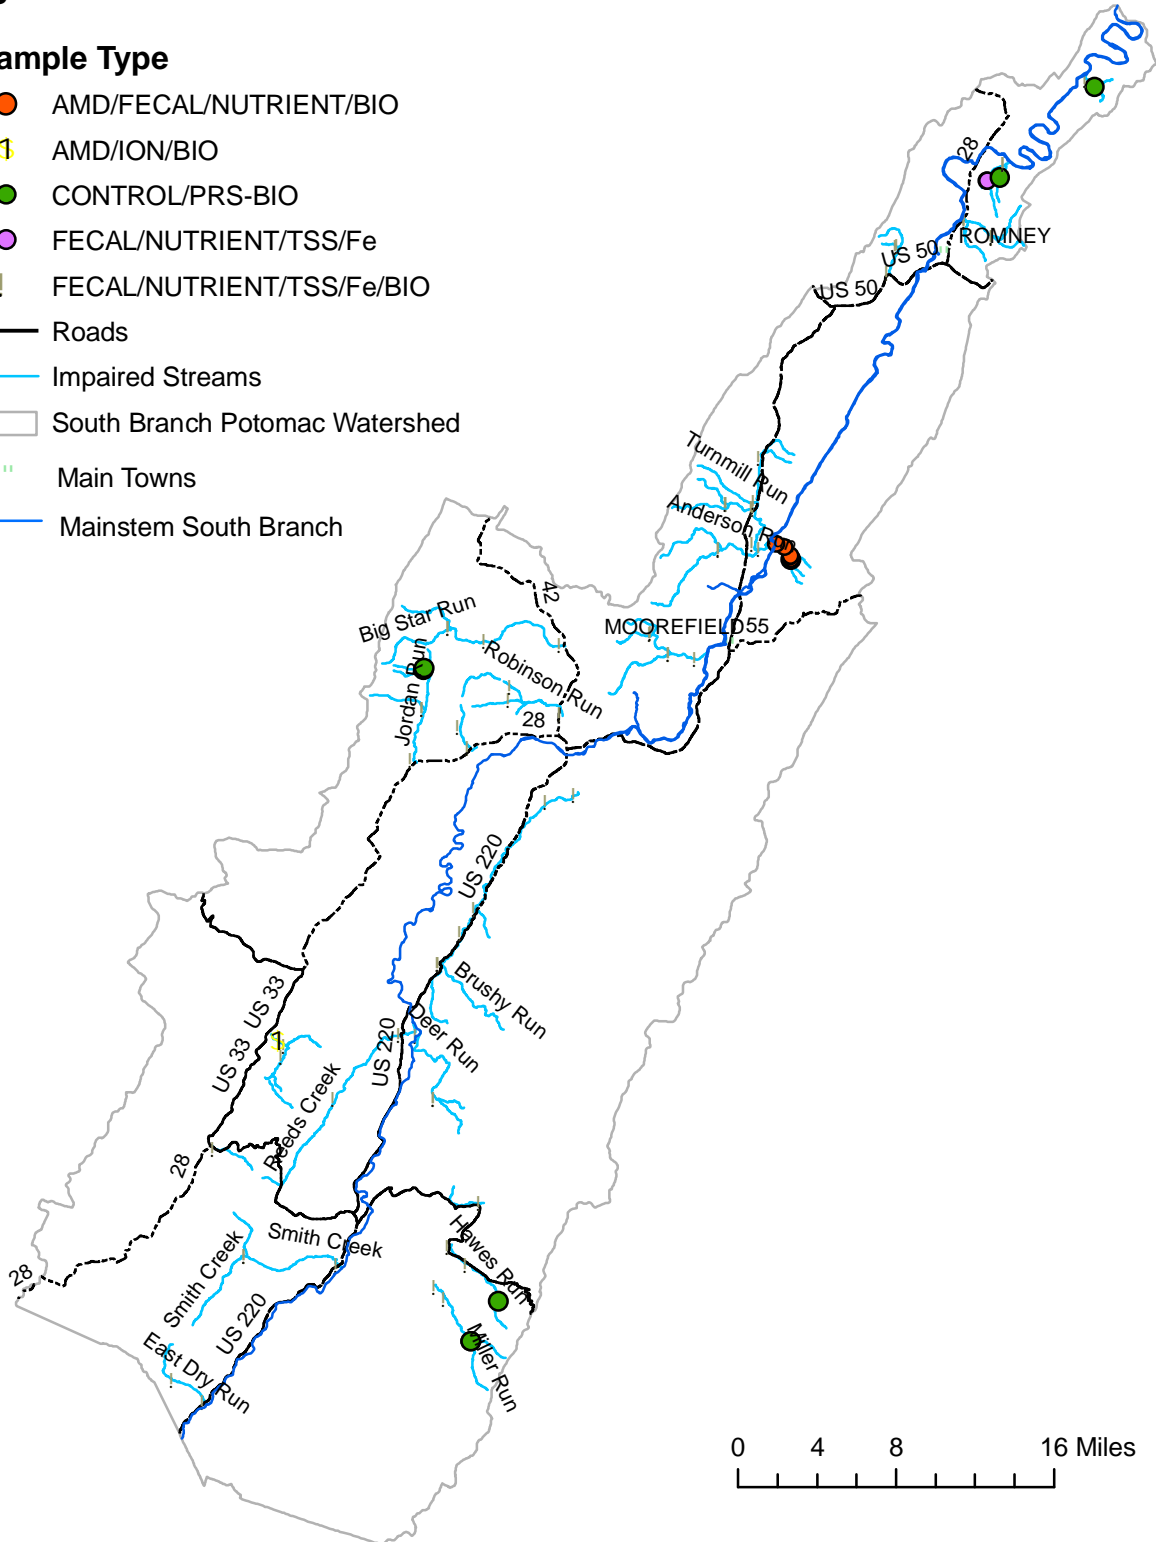 ample Type
AMD/FECAL/NUTRIENT/BIO
AMD/ION/BIO
CONTROL/PRS-BIO
FECAL/NUTRIENT/TSS/Fe
FECAL/NUTRIENT/TSS/Fe/BIO
Roads
Impaired Streams
South Branch Potomac Watershed
Main Towns
Mainstem South Branch
28
ROMNEY
US 50
US 50
Turnmill Run
Anderson Run
42
Big Star Run
MOOREFIELD
55
Robinson Run
Jordan Run
28
US 220
Brushy Run
US 33
Deer Run
US 220
US 33
Reeds Creek
28
Hawes Run
Smith Creek
Smith Creek
28
US 220
Miller Run
East Dry Run
0 4 8 16 Miles